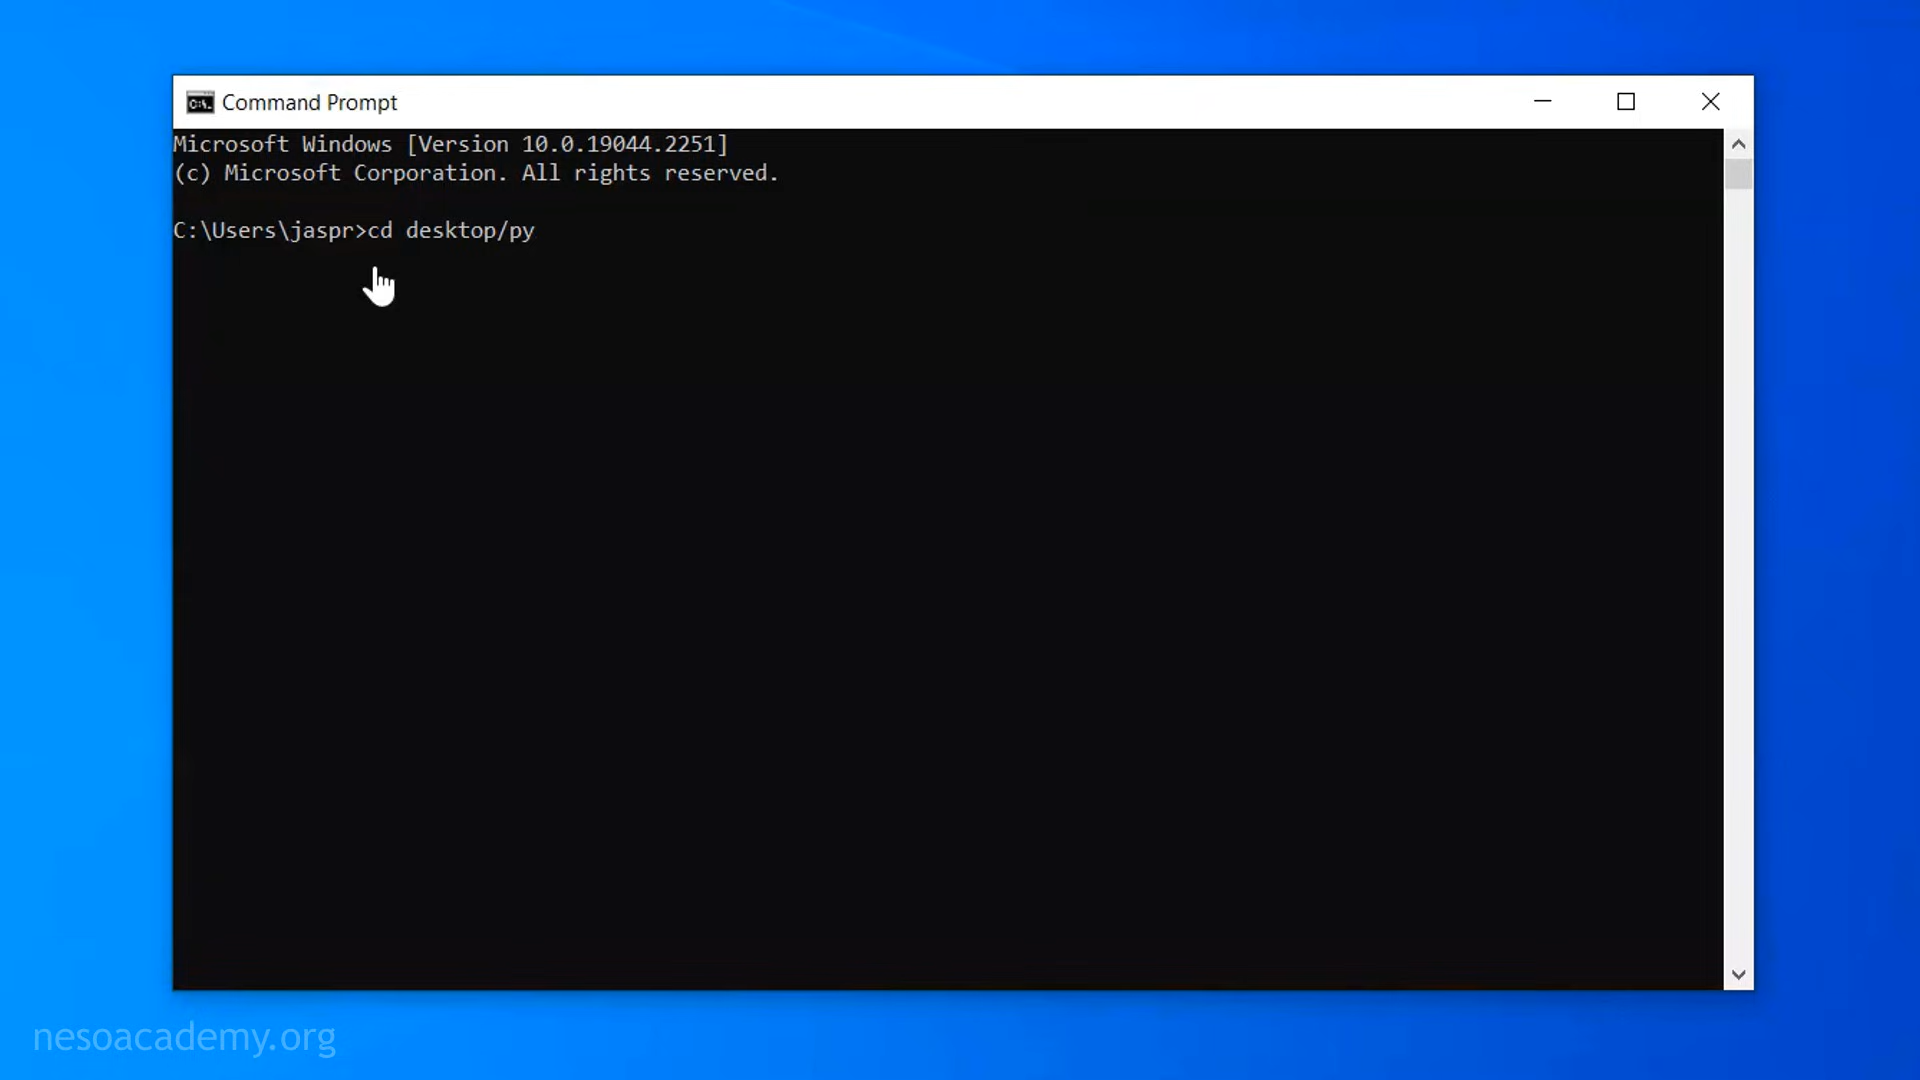 Command Prompt
Microsoft Windows [Version 10.0.19044.2251]
(c) Microsoft Corporation. All rights reserved.
C:\Users\jaspr>cd desktop/py
nesoacademy.org